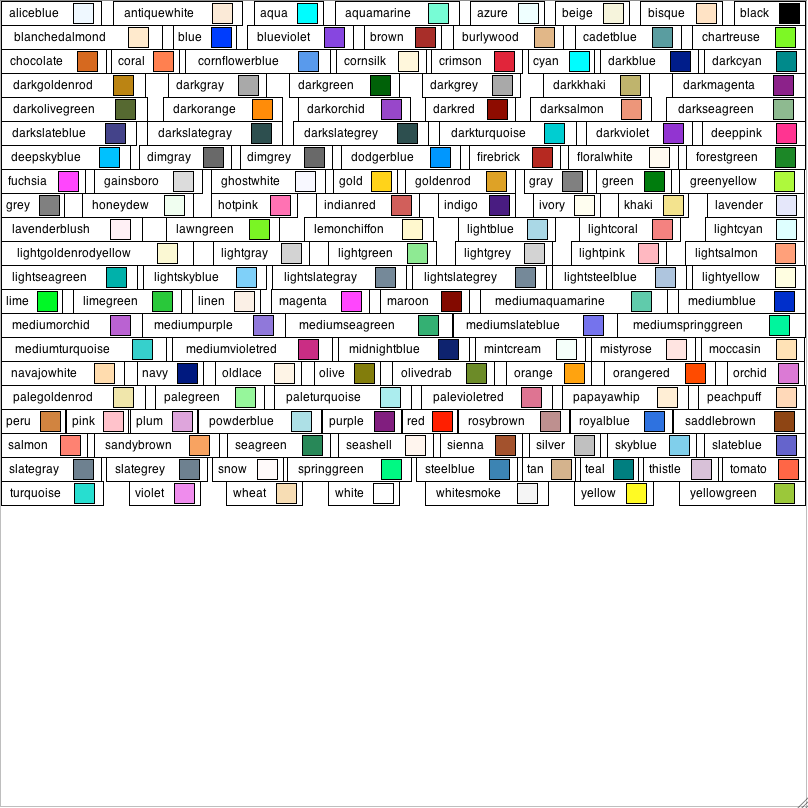 aliceblue antiquewhite aqua aquamarine azure beige bisque black
blanchedalmond blue blueviolet brown burlywood cadetblue chartreuse
chocolate coral cornflowerblue cornsilk crimson cyan darkblue darkcyan
darkgoldenrod darkgray darkgreen darkgrey darkkhaki darkmagenta
darkolivegreen darkorange darkorchid darkred darksalmon darkseagreen
darkslateblue darkslategray darkslategrey darkturquoise darkviolet deeppink
deepskyblue dimgray dimgrey dodgerblue firebrick floralwhite forestgreen
fuchsia gainsboro ghostwhite gold goldenrod gray green greenyellow
grey honeydew hotpink indianred indigo ivory khaki lavender
lavenderblush lawngreen lemonchiffon lightblue lightcoral lightcyan
lightgoldenrodyellow lightgray lightgreen lightgrey lightpink lightsalmon
lightseagreen lightskyblue lightslategray lightslategrey lightsteelblue lightyellow
lime limegreen linen magenta maroon mediumaquamarine mediumblue
mediumorchid mediumpurple mediumseagreen mediumslateblue mediumspringgreen
mediumturquoise mediumvioletred midnightblue mintcream mistyrose moccasin
navajowhite navy oldlace olive olivedrab orange orangered orchid
palegoldenrod palegreen paleturquoise palevioletred papayawhip peachpuff
peru pink plum powderblue purple red rosybrown royalblue saddlebrown
salmon sandybrown seagreen seashell sienna silver skyblue slateblue
slategray slategrey snow springgreen steelblue tan teal thistle tomato
turquoise violet wheat white whitesmoke yellow yellowgreen